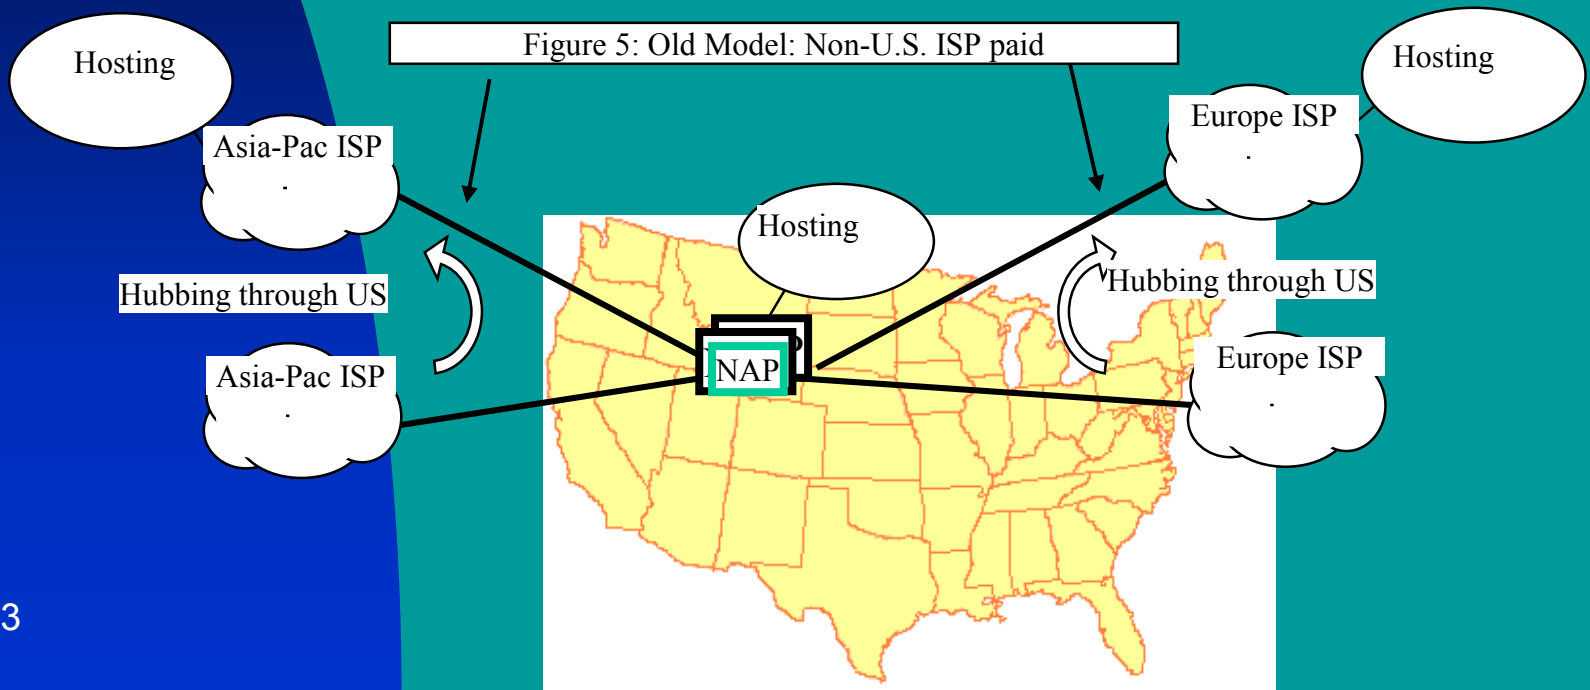 Figure 5: Old Model: Non-U.S. ISP paid
Hosting
Hosting
Asia-Pac ISP
Europe ISP
Hosting
Hubbing through US
Hubbing through US
Asia-Pac ISP
NAP
Europe ISP
3